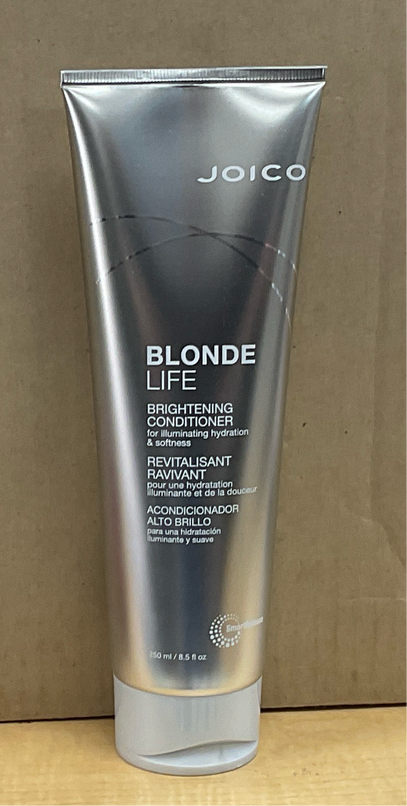 JOICO
BLONDE
LIFE
BRIGHTENING
CONDITIONER
for illuminating hydration
& softness
REVITALISANT
RAVIVANT
pour une hydratation
illuminante et de la douceur
ACONDICIONADOR
ALTO BRILLO
para una hidratación
iluminante y suave
250 ml / 8.5 fl oz